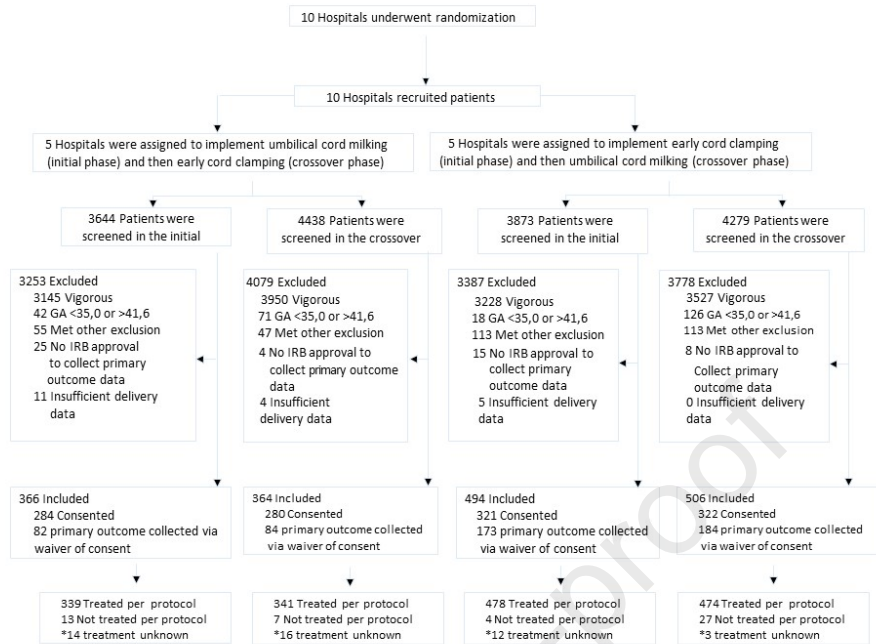 10 Hospitals underwent randomization
10 Hospitals recruited patients
5 Hospitals were assigned to implement umbilical cord milking
(initial phase) and then early cord clamping (crossover phase)
5 Hospitals were assigned to implement early cord clamping
(initial phase) and then umbilical cord milking (crossover phase)
3644 Patients were
screened in the initial
4438 Patients were
screened in the crossover
3873 Patients were
screened in the initial
4279 Patients were
screened in the crossover
3253 Excluded
3145 Vigorous
42 GA <35,0 or >41,6
55 Met other exclusion
25 No IRB approval
to collect primary
outcome data
11 Insufficient delivery
data
4079 Excluded
3950 Vigorous
71 GA <35,0 or >41,6
47 Met other exclusion
4 No IRB approval to
collect primary outcome
data
4 Insufficient
delivery data
3387 Excluded
3228 Vigorous
18 GA <35,0 or >41,6
113 Met other exclusion
15 No IRB approval to
collect primary
outcome data
5 Insufficient delivery
data
3778 Excluded
3527 Vigorous
126 GA <35,0 or >41,6
113 Met other exclusion
8 No IRB approval to
Collect primary
outcome data
0 Insufficient delivery
data
366 Included
284 Consented
82 primary outcome collected via
waiver of consent
364 Included
280 Consented
84 primary outcome collected
via waiver of consent
494 Included
321 Consented
173 primary outcome collected
via waiver of consent
506 Included
322 Consented
184 primary outcome collected
via waiver of consent
339 Treated per protocol
13 Not treated per protocol
*14 treatment unknown
341 Treated per protocol
7 Not treated per protocol
*16 treatment unknown
478 Treated per protocol
4 Not treated per protocol
*12 treatment unknown
474 Treated per protocol
27 Not treated per protocol
*3 treatment unknown
proof